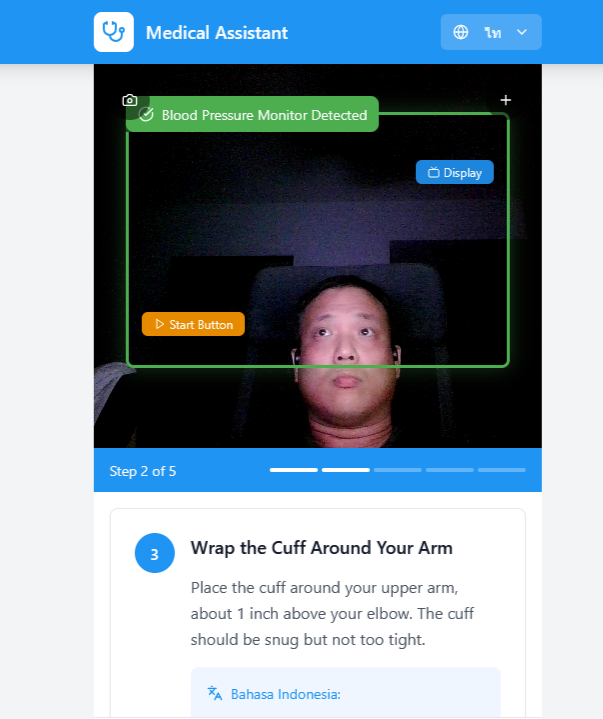 Medical Assistant
ไท
Blood Pressure Monitor Detected
Display
Start Button
Step 2 of 5
3
Wrap the Cuff Around Your Arm
Place the cuff around your upper arm,
about 1 inch above your elbow. The cuff
should be snug but not too tight.
Bahasa Indonesia: